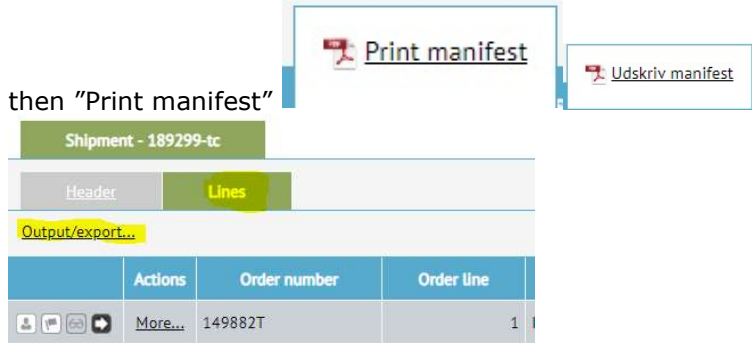 Print manifest
Udskriv manifest
then ”Print manifest”
Shipment - 189299-tc
Header
Lines
Output/export...
Actions Order number Order line
More... 149882T 1